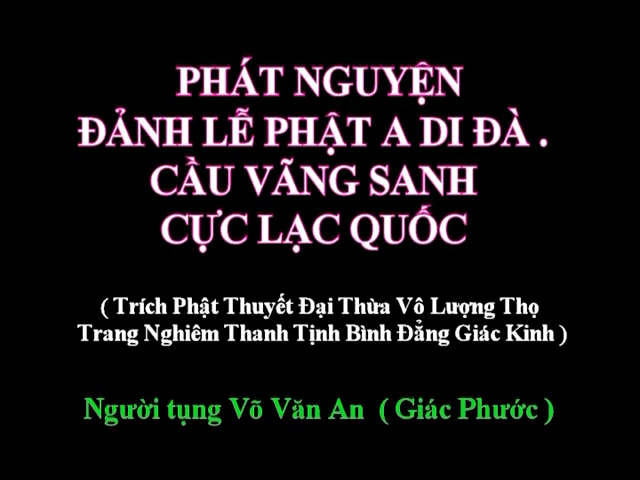 PHÁT NGUYỆN
ĐẢNH LỄ PHẬT A DI ĐÀ .
CẦU VÃNG SANH
CỰC LẠC QUỐC
( Trích Phật Thuyết Đại Thừa Vô Lượng Thọ
Trang Nghiêm Thanh Tịnh Bình Đẳng Giác Kinh )
Người tụng Võ Văn An ( Giác Phước )